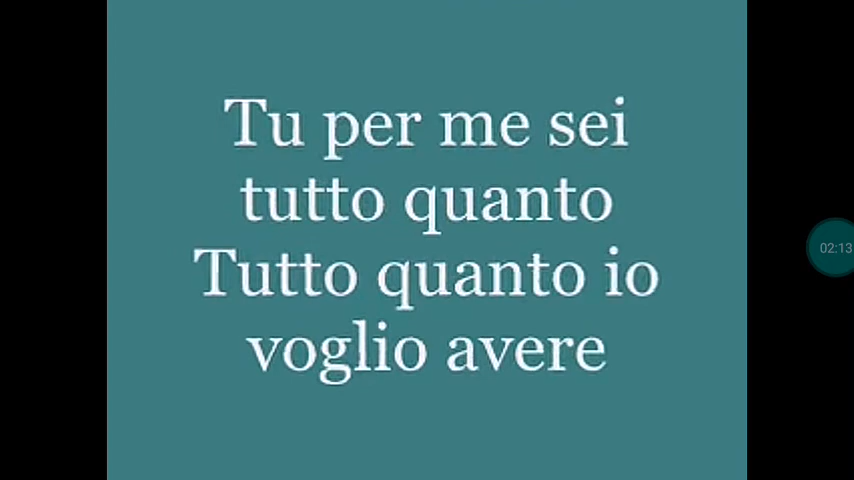 Tu per me sei
tutto quanto
Tutto quanto io
voglio avere
02:13